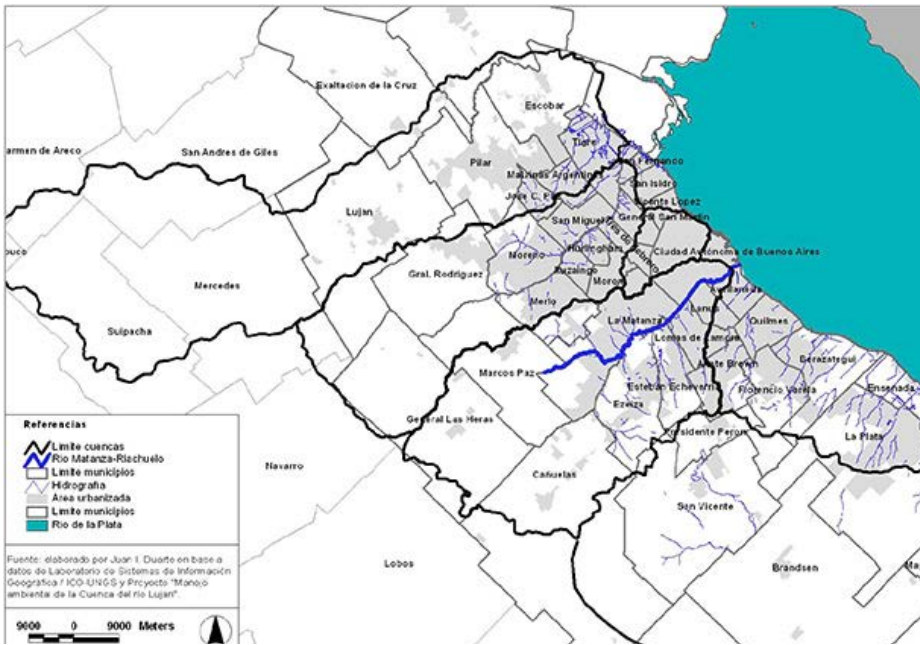 Exaltacion de la Cruz
Escobar
armen de Areco
San Andres de Giles
Tigre
San Fernando
Pilar
Malvinas Argentin
San Isidro
Jose C. P
Vicente Lopez
Lujan
San Miguel
General San Martin
Ciudad Autónoma de Buenos Aires
Hurlingham
Moreno
Gral. Rodriguez
Ituzaingo
Moron
Mercedes
Merlo
Avellaneda
Lanus
Suipacha
La Matanza
Quilmes
Lomas de Zamora
Berazategui
Marcos Paz
Esteban Echeverria
Florencio Varela
Ensenada
Ezeiza
General Las Heras
Presidente Peron
La Plata
Navarro
Cañuelas
San Vicente
Lobos
Brandsen
Referencias
Limite cuencas
Rio Matanza-Riachuelo
Limite municipios
Hidrografia
Area urbanizada
Limite municipios
Rio de la Plata
Fuente: elaborado por Juan I. Duarte en base a
datos de Laboratorio de Sistemas de Información
Geográfica / ICO-UNGS y Proyecto "Manejo
ambiental de la Cuenca del rio Lujan".
9000 0 9000 Meters